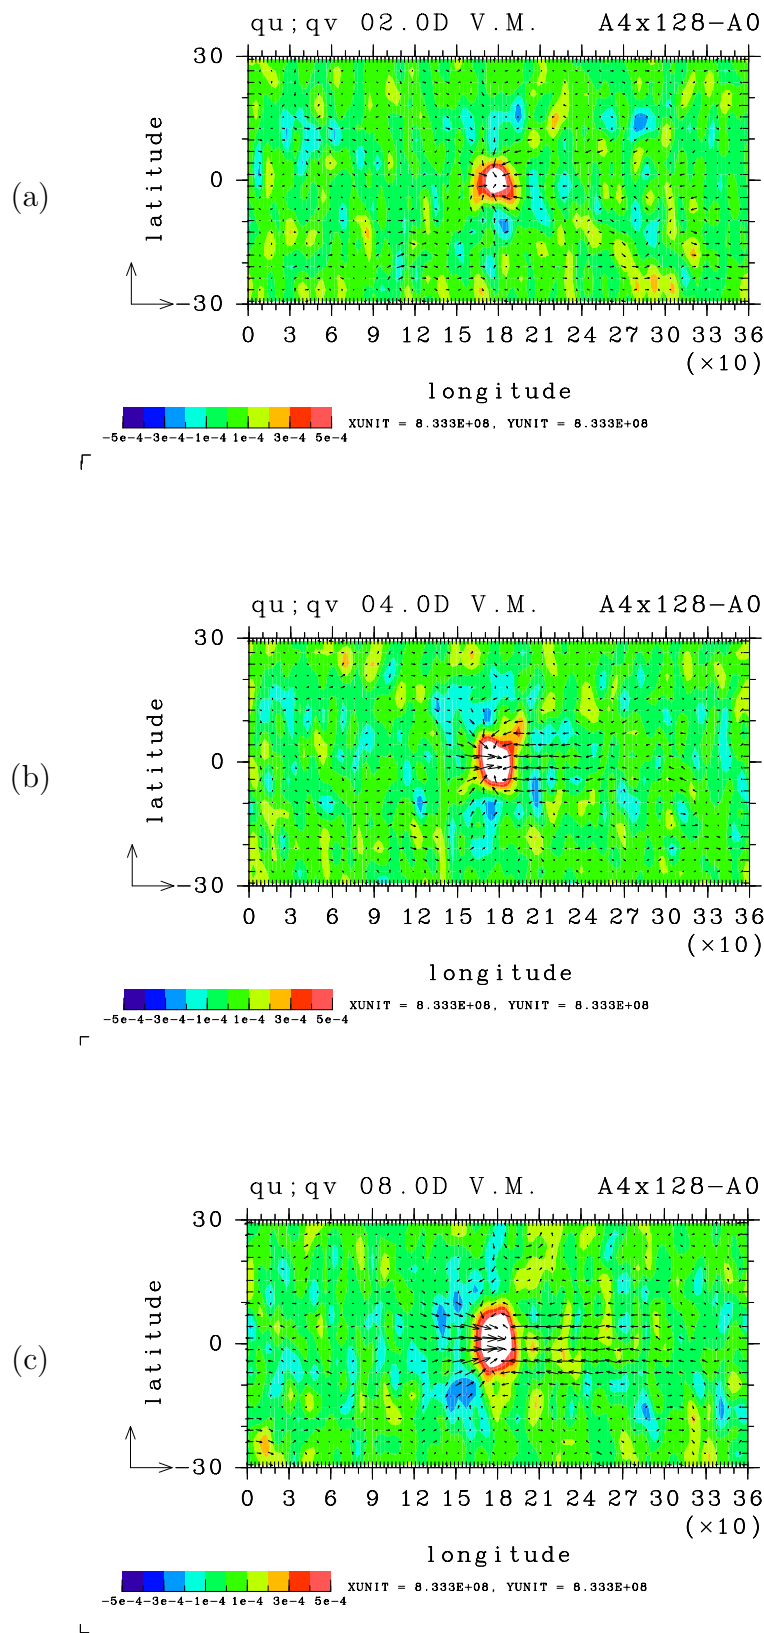 qu;qv 02.0D V.M. A4x128−A0
(a)
latitude
30
0
−30
0 3 6 9 12 15 18 21 24 27 30 33 36
(×10)
longitude
−5e−4 −3e−4 −1e−4 1e−4 3e−4 5e−4
XUNIT = 8.333E+08, YUNIT = 8.333E+08
qu;qv 04.0D V.M. A4x128−A0
(b)
latitude
30
0
−30
0 3 6 9 12 15 18 21 24 27 30 33 36
(×10)
longitude
−5e−4 −3e−4 −1e−4 1e−4 3e−4 5e−4
XUNIT = 8.333E+08, YUNIT = 8.333E+08
qu;qv 08.0D V.M. A4x128−A0
(c)
latitude
30
0
−30
0 3 6 9 12 15 18 21 24 27 30 33 36
(×10)
longitude
−5e−4 −3e−4 −1e−4 1e−4 3e−4 5e−4
XUNIT = 8.333E+08, YUNIT = 8.333E+08